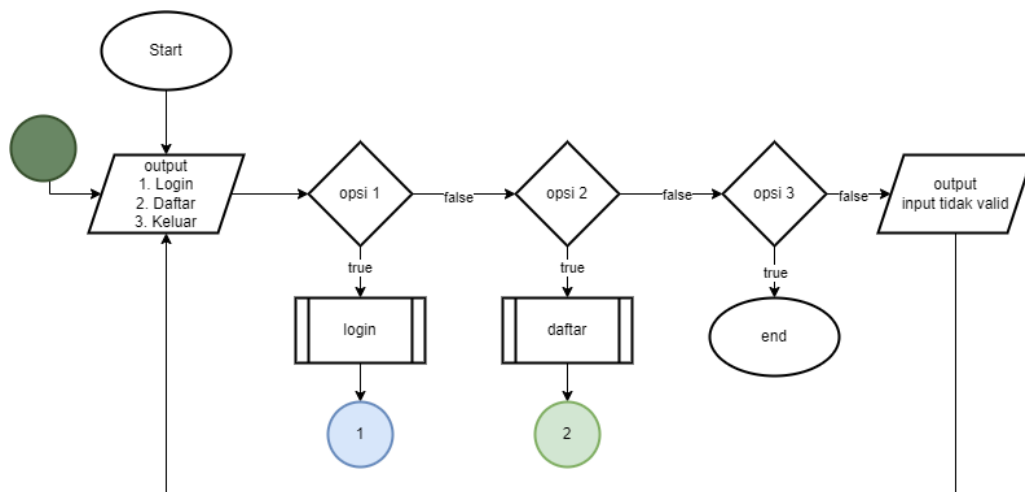 Start
output
1. Login
2. Daftar
3. Keluar
opsi 1
false
opsi 2
false
opsi 3
false
output
input tidak valid
true
true
true
login
daftar
end
1
2